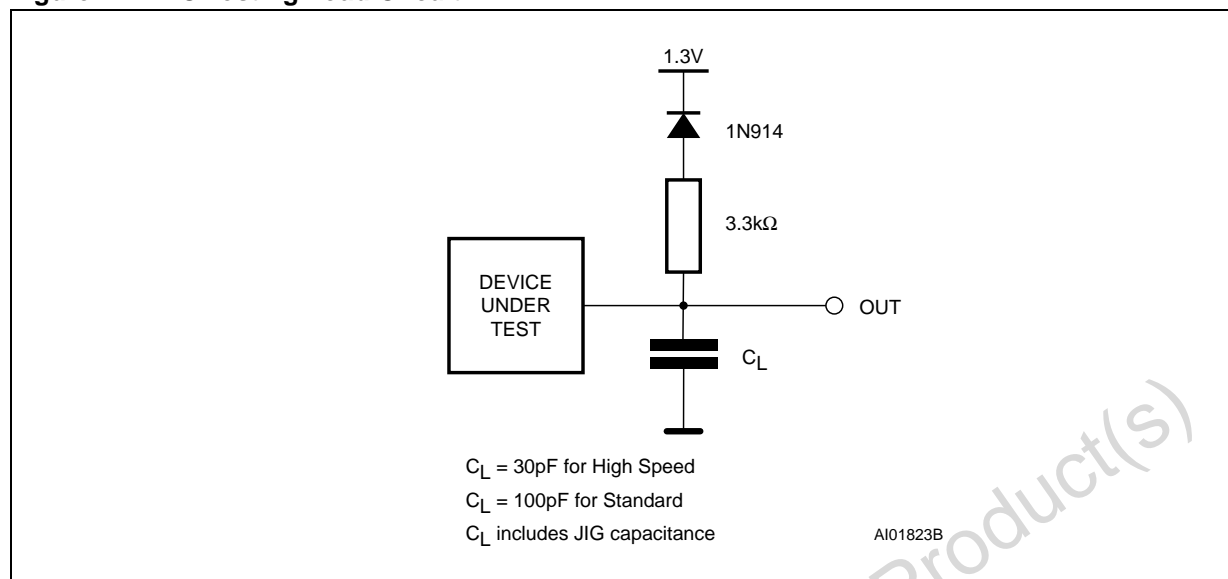 1.3V
1N914
3.3kΩ
DEVICE
UNDER
TEST
OUT
CL
CL = 30pF for High Speed
CL = 100pF for Standard
CL includes JIG capacitance
AI01823B
Product(s)